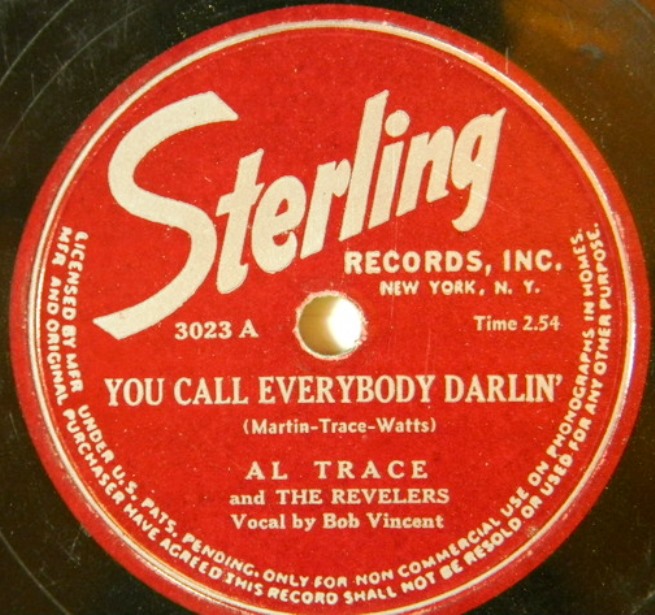 Sterling
RECORDS, INC.
NEW YORK, N. Y.
3023 A
Time 2.54
YOU CALL EVERYBODY DARLIN'
(Martin-Trace-Watts)
AL TRACE
and THE REVELERS
Vocal by Bob Vincent
LICENSED BY MFR UNDER U.S. PATS. PENDING. ONLY FOR NON COMMERCIAL USE ON PHONOGRAPHS IN HOMES.
MFR AND ORIGINAL PURCHASER HAVE AGREED THIS RECORD SHALL NOT BE RESOLD OR USED FOR ANY OTHER PURPOSE.